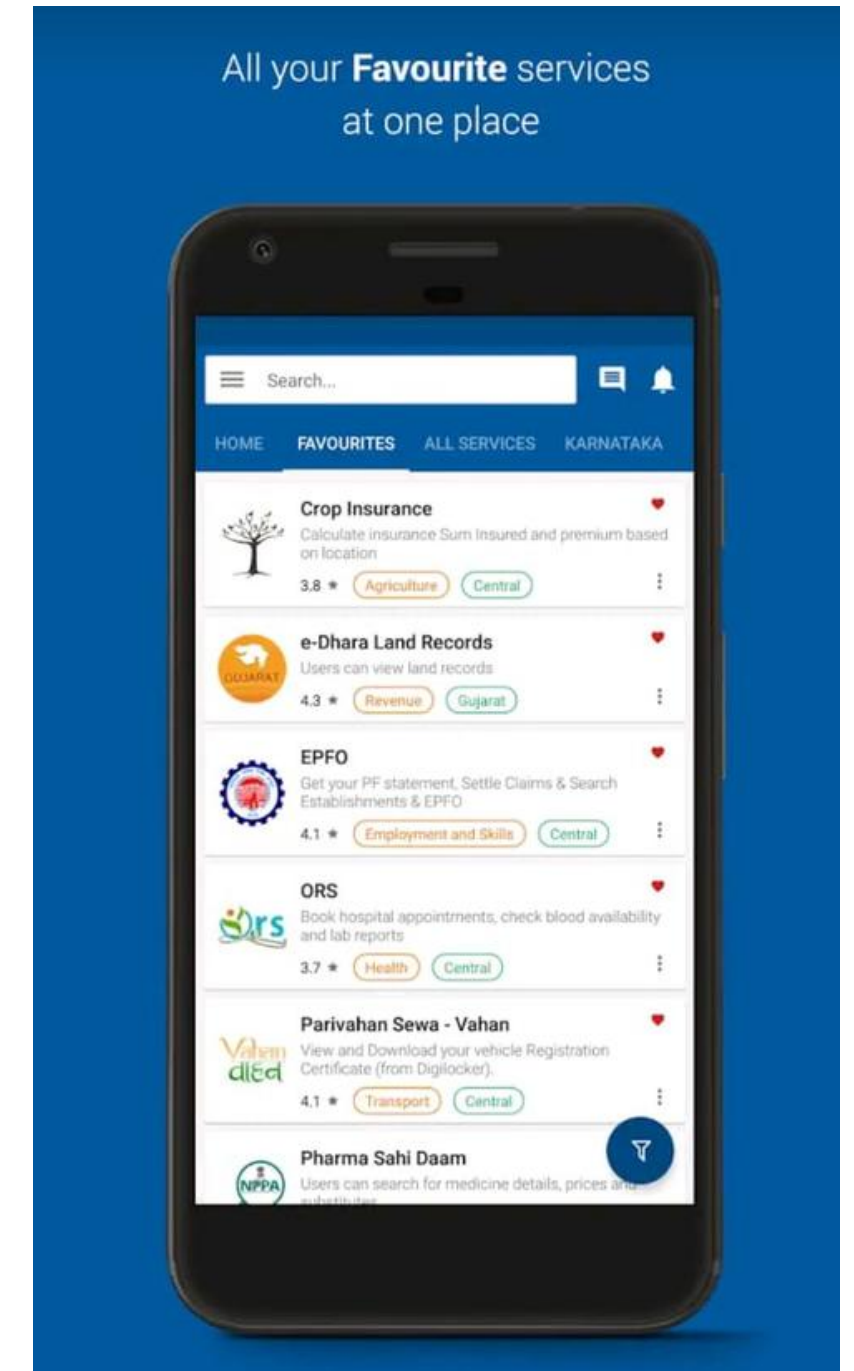 All your Favourite services
at one place
Search...
HOME FAVOURITES ALL SERVICES KARNATAKA
Crop Insurance
Calculate insurance Sum Insured and premium based
on location
3.8 ★ Agriculture Central
GUJARAT
e-Dhara Land Records
Users can view land records
4.3 ★ Revenue Gujarat
EPFO
Get your PF statement, Settle Claims & Search
Establishments & EPFO
4.1 ★ Employment and Skills Central
Ors
ORS
Book hospital appointments, check blood availability
and lab reports
3.7 ★ Health Central
Vahan
वाहन
Parivahan Sewa - Vahan
View and Download your vehicle Registration
Certificate (from Digilocker).
4.1 ★ Transport Central
NPPA
Pharma Sahi Daam
Users can search for medicine details, prices and
substitutes